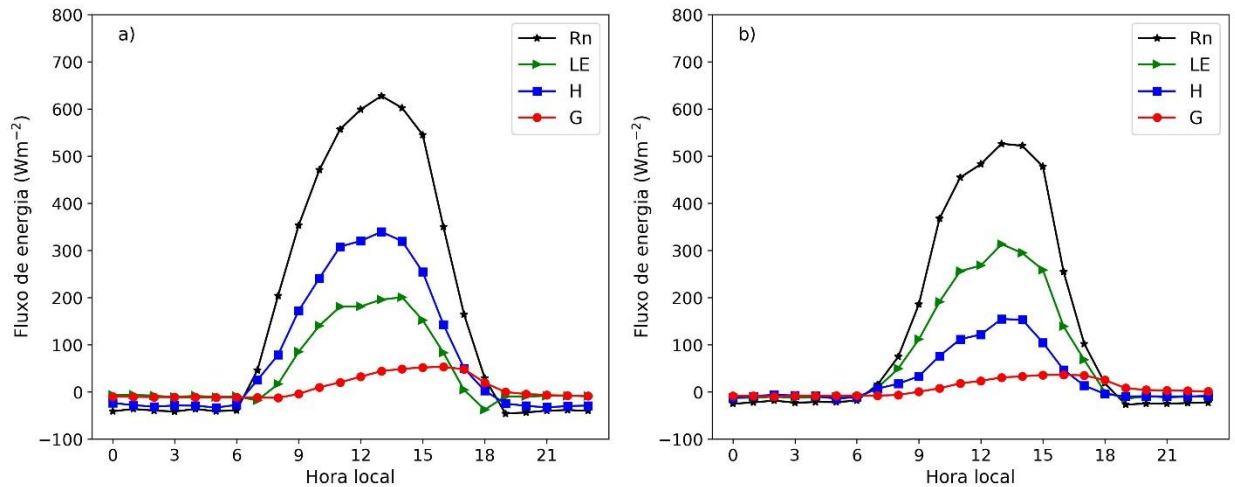 a)
Rn
LE
H
G
800
700
600
500
400
300
200
100
0
−100
Fluxo de energia (Wm⁻²)
0 3 6 9 12 15 18 21
Hora local
b)
Rn
LE
H
G
800
700
600
500
400
300
200
100
0
−100
Fluxo de energia (Wm⁻²)
0 3 6 9 12 15 18 21
Hora local